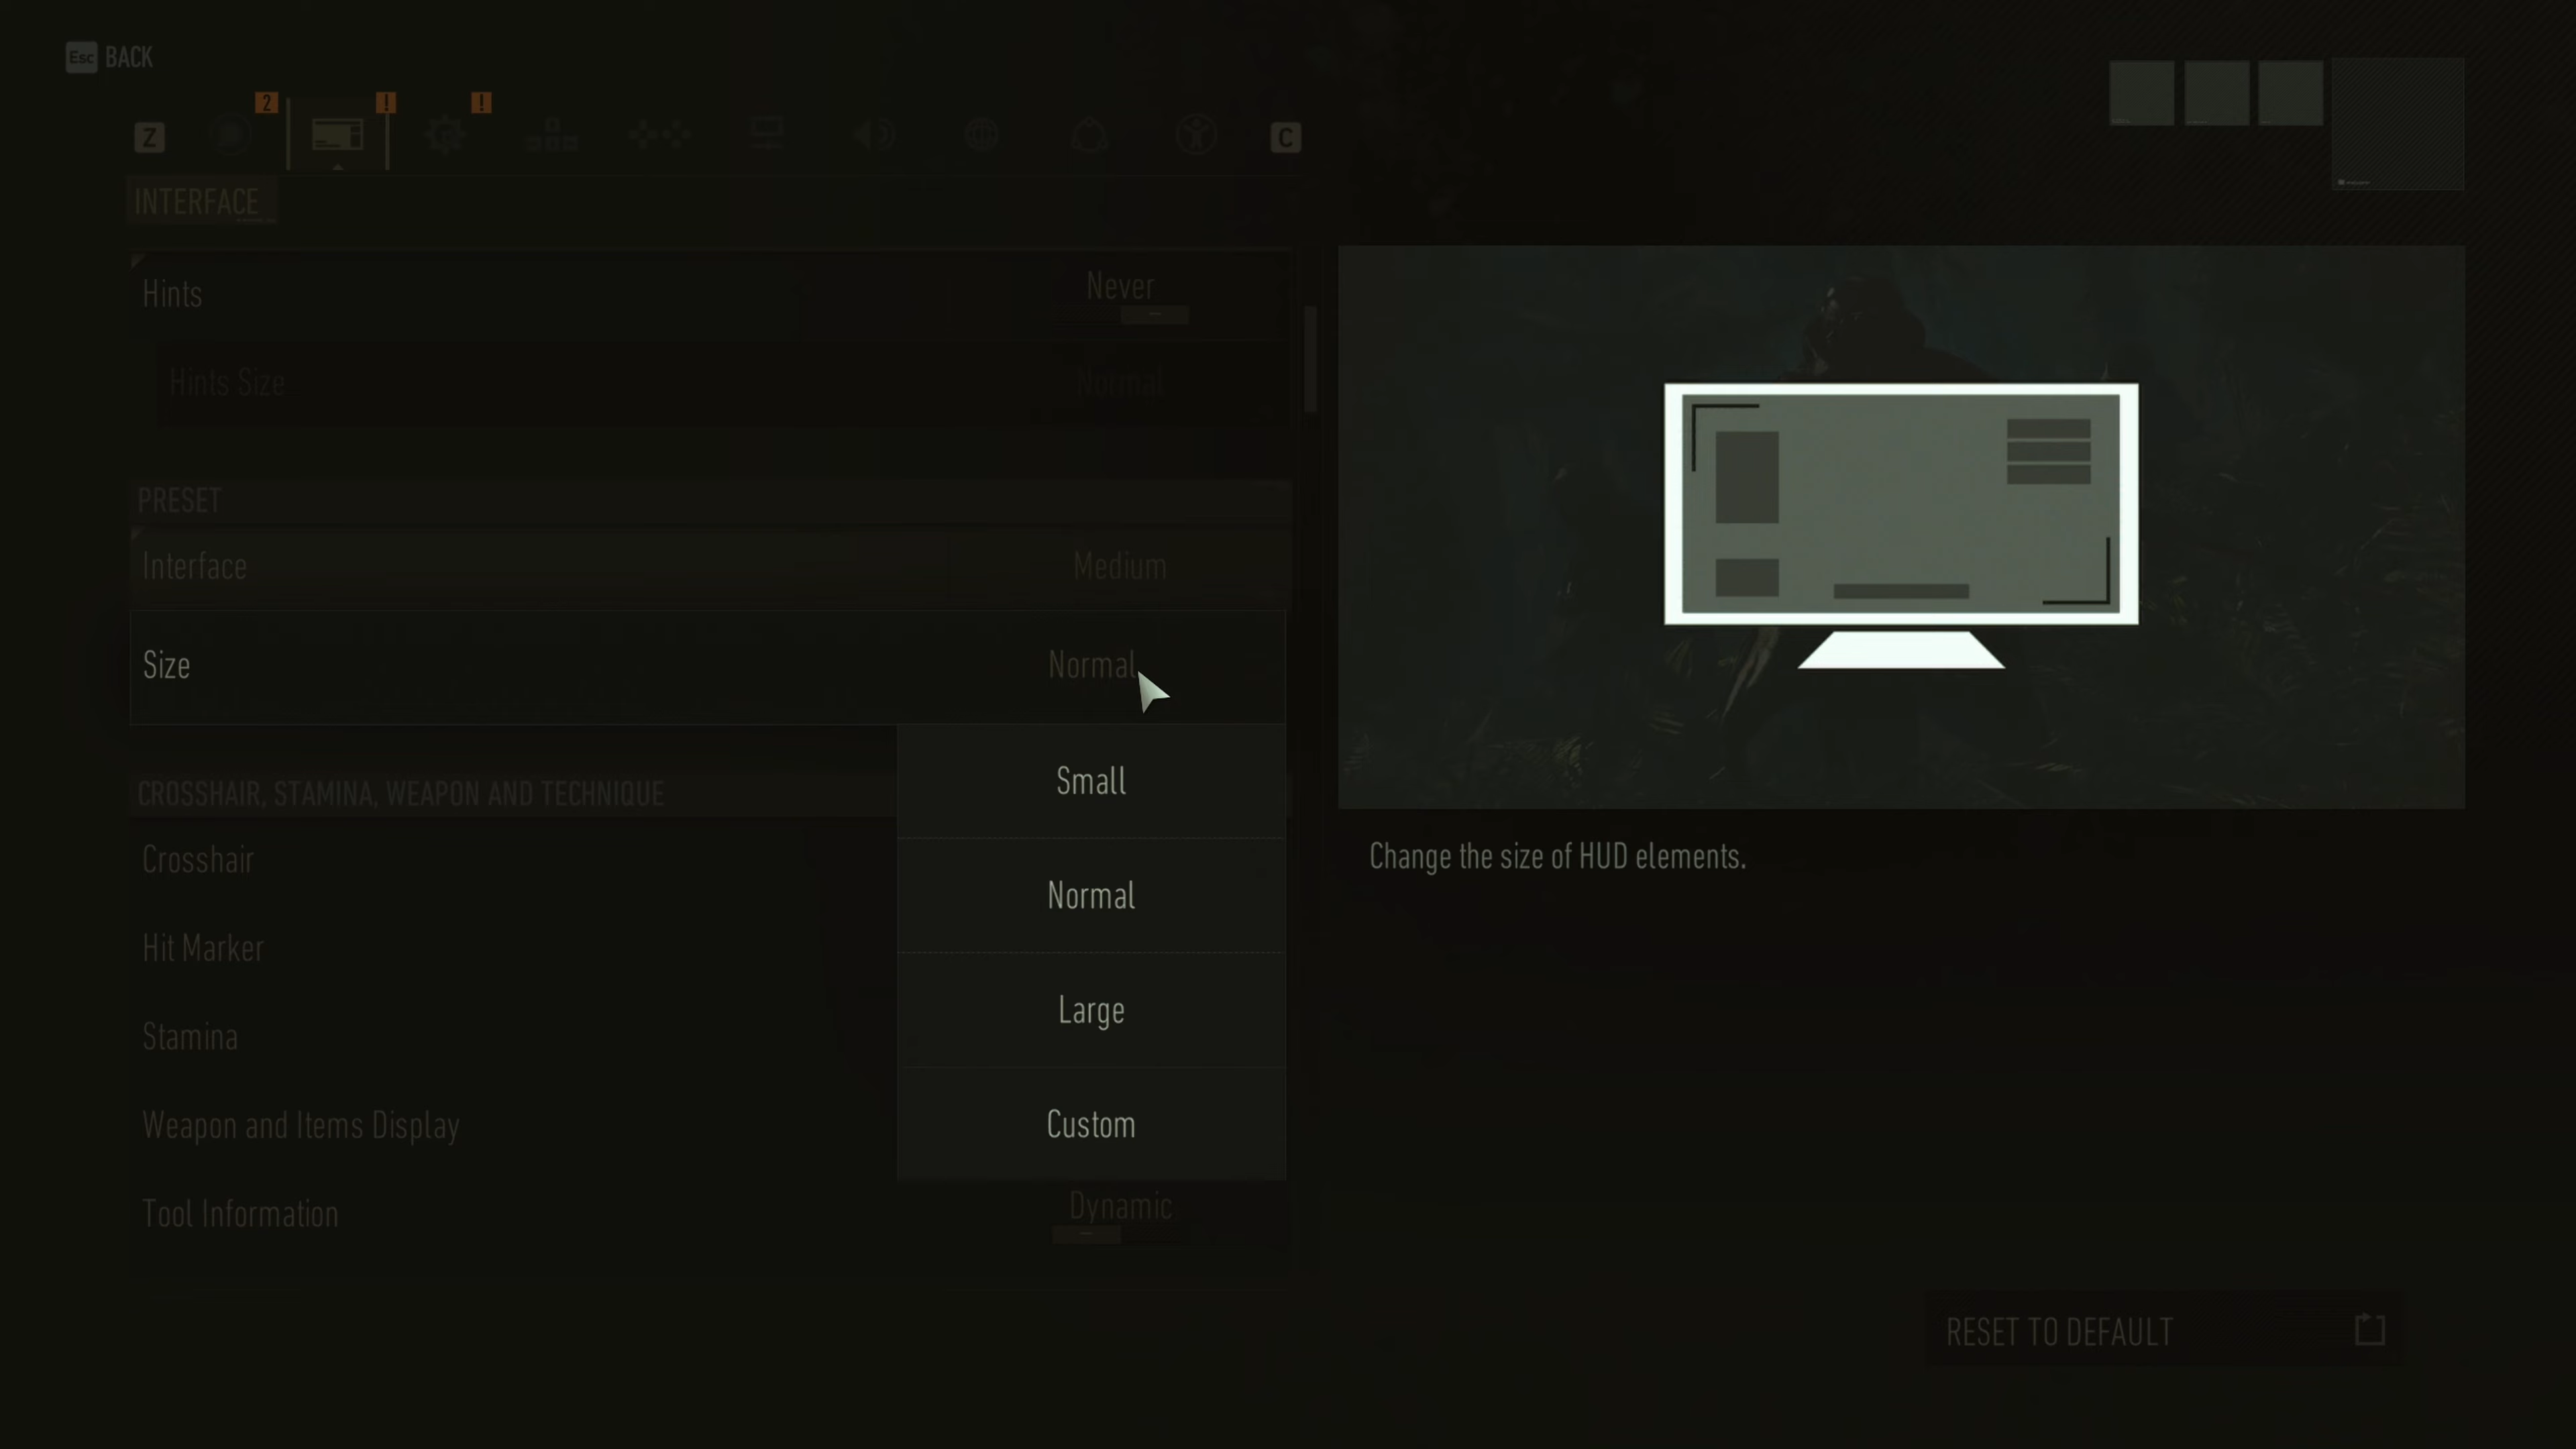 Esc BACK
2 ! !
Z C
INTERFACE
Hints Never
Hints Size Normal
PRESET
Interface Medium
Size Normal
Small
Normal
Large
Custom
CROSSHAIR, STAMINA, WEAPON AND TECHNIQUE
Crosshair
Hit Marker
Stamina
Weapon and Items Display
Tool Information Dynamic
Change the size of HUD elements.
RESET TO DEFAULT